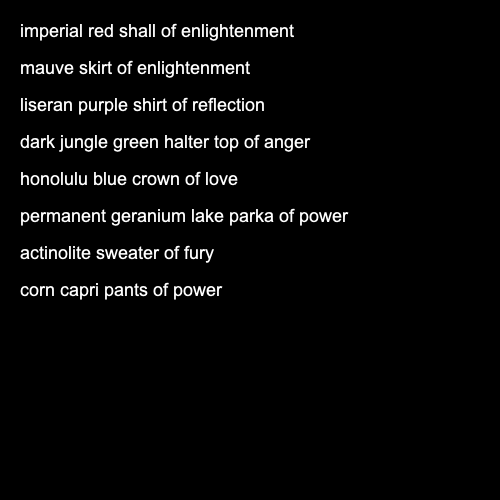 imperial red shall of enlightenment
mauve skirt of enlightenment
liseran purple shirt of reflection
dark jungle green halter top of anger
honolulu blue crown of love
permanent geranium lake parka of power
actinolite sweater of fury
corn capri pants of power